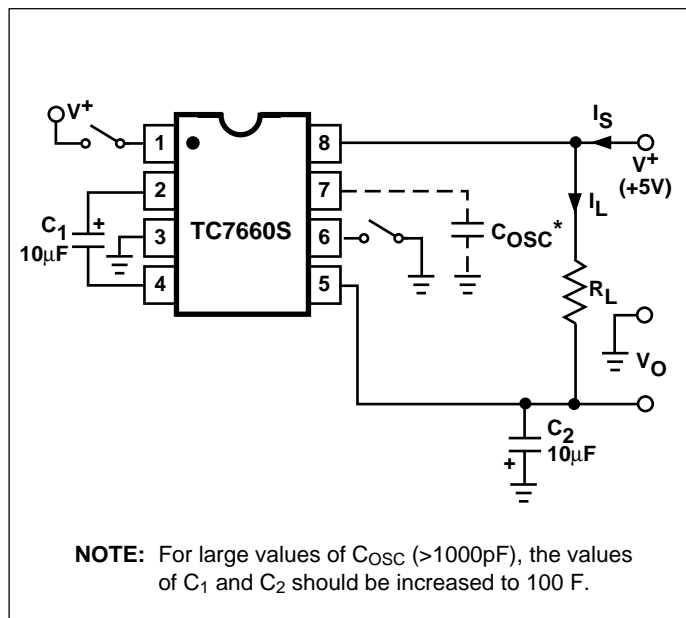 V+
IS
1
8
V+
(+5V)
2
7
IL
C1
+
TC7660S
COSC*
10μF
3
6
RL
4
5
VO
C2
10μF
+
NOTE: For large values of COSC (>1000pF), the values
of C1 and C2 should be increased to 100 F.